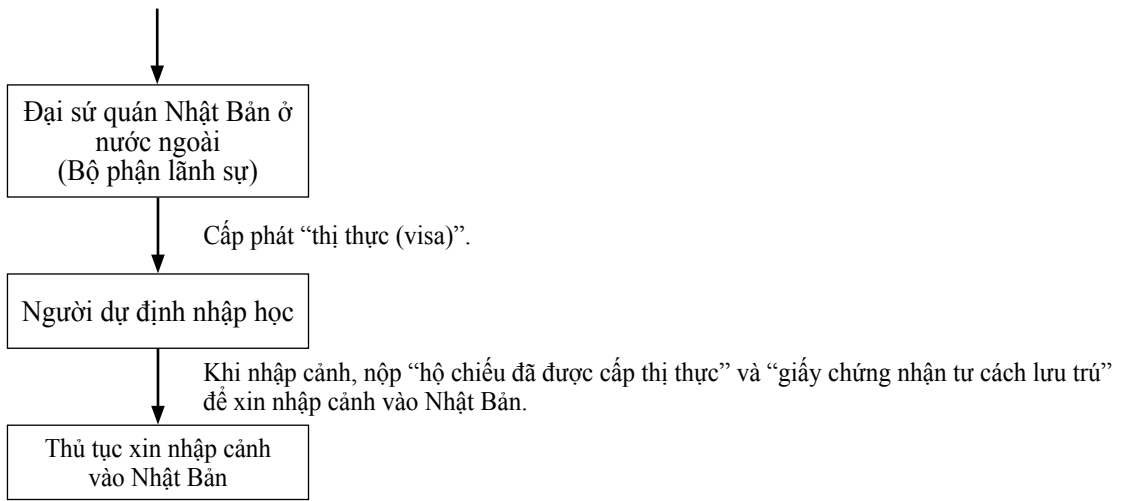 Đại sứ quán Nhật Bản ở
nước ngoài
(Bộ phận lãnh sự)
Cấp phát “thị thực (visa)”.
Người dự định nhập học
Khi nhập cảnh, nộp “hộ chiếu đã được cấp thị thực” và “giấy chứng nhận tư cách lưu trú”
để xin nhập cảnh vào Nhật Bản.
Thủ tục xin nhập cảnh
vào Nhật Bản